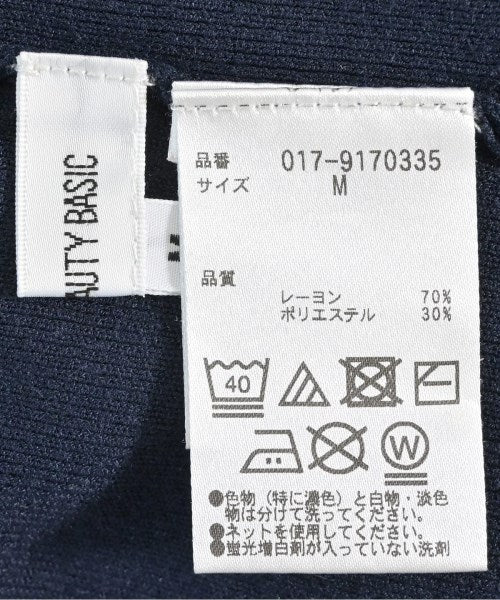 AUTY BASIC
品番 017-9170335
サイズ M
品質
レーヨン 70%
ポリエステル 30%
40
W
●色物（特に濃色）と白物・淡色
物は分けて洗ってください。
●ネットを使用してください。
●蛍光増白剤が入っていない洗剤